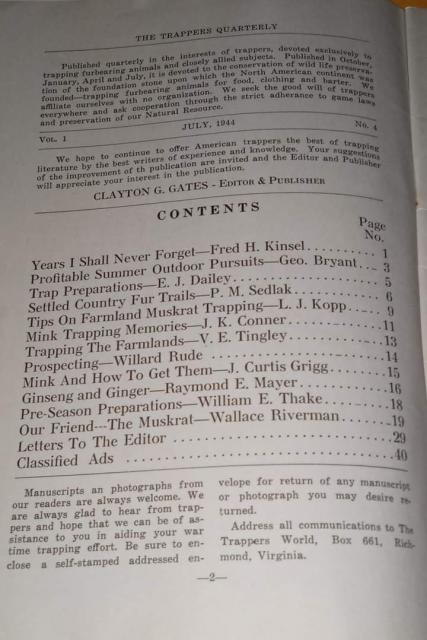 THE TRAPPERS QUARTERLY
Published quarterly in the interests of trappers, devoted exclusively to
trapping furbearing animals and closely allied subjects. Published in October,
January, April and July, it is devoted to the conservation of wild life preserva-
tion of the foundation stone upon which the North American continent was
founded—trapping furbearing animals for food, clothing and barter. We
affiliate ourselves with no organization. We seek the good will of trappers
everywhere and ask cooperation through the strict adherance to game laws
and preservation of our Natural Resource.
VOL. 1 JULY, 1944 No. 4
We hope to continue to offer American trappers the best of trapping
literature by the best writers of experience and knowledge. Your suggestions
of the improvement of th publication are invited and the Editor and Publisher
will appreciate your interest in the publication.
CLAYTON G. GATES - EDITOR & PUBLISHER
CONTENTS
Page
No.
Years I Shall Never Forget—Fred H. Kinsel.......... 1
Profitable Summer Outdoor Pursuits—Geo. Bryant... 3
Trap Preparations—E. J. Dailey.................... 5
Settled Country Fur Trails—P. M. Sedlak........... 6
Tips On Farmland Muskrat Trapping—L. J. Kopp... 9
Mink Trapping Memories—J. K. Conner............. 11
Trapping The Farmlands—V. E. Tingley............. 13
Prospecting—Willard Rude ........................ 14
Mink And How To Get Them—J. Curtis Grigg........ 15
Ginseng and Ginger—Raymond E. Mayer............. 16
Pre-Season Preparations—William E. Thake......... 18
Our Friend---The Muskrat—Wallace Riverman....... 19
Letters To The Editor ........................... 29
Classified Ads .................................. 40
Manuscripts an photographs from
our readers are always welcome. We
are always glad to hear from trap-
pers and hope that we can be of as-
sistance to you in aiding your war
time trapping effort. Be sure to en-
close a self-stamped addressed en-
velope for return of any manuscript
or photograph you may desire re-
turned.
Address all communications to The
Trappers World, Box 661, Rich-
mond, Virginia.
—2—